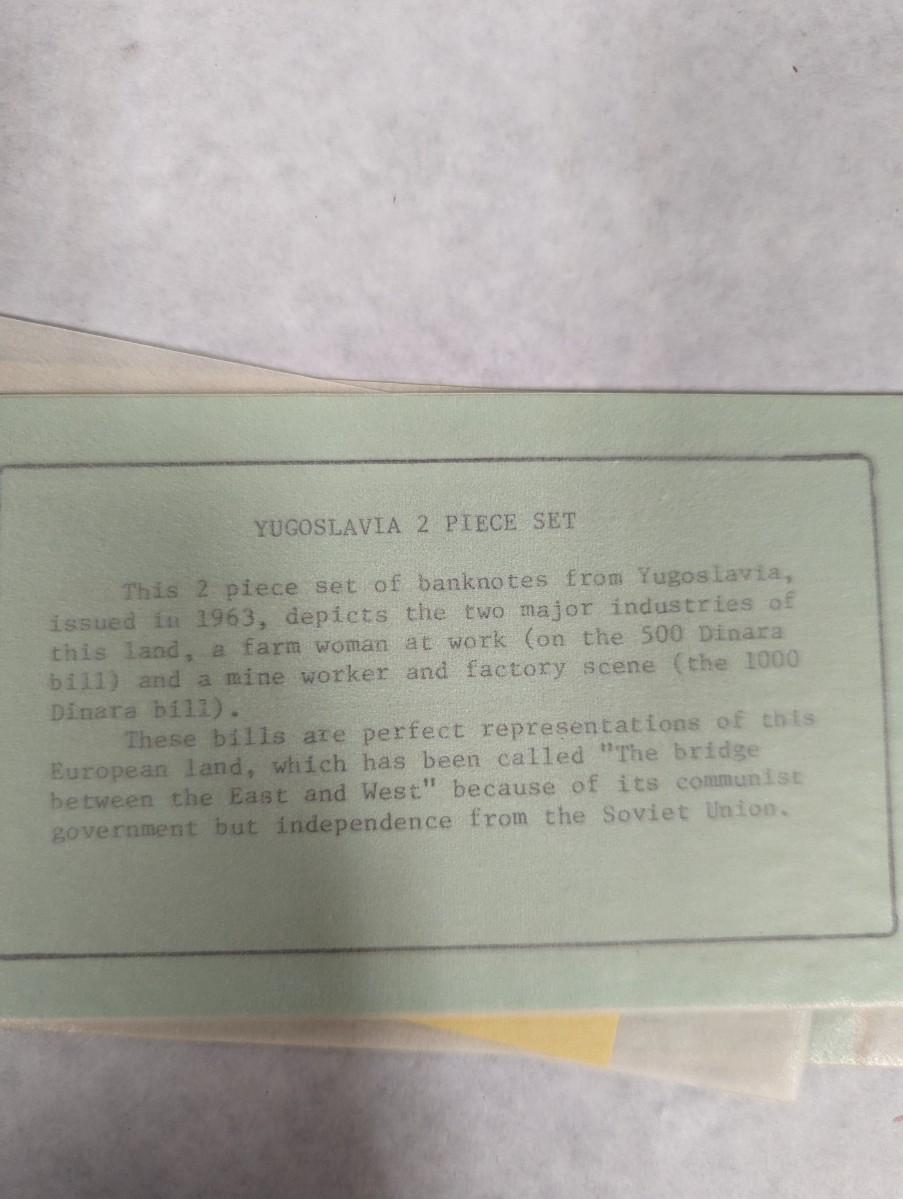 YUGOSLAVIA 2 PIECE SET
This 2 piece set of banknotes from Yugoslavia,
issued in 1963, depicts the two major industries of
this land, a farm woman at work (on the 500 Dinara
bill) and a mine worker and factory scene (the 1000
Dinara bill).
These bills are perfect representations of this
European land, which has been called "The bridge
between the East and West" because of its communist
government but independence from the Soviet Union.